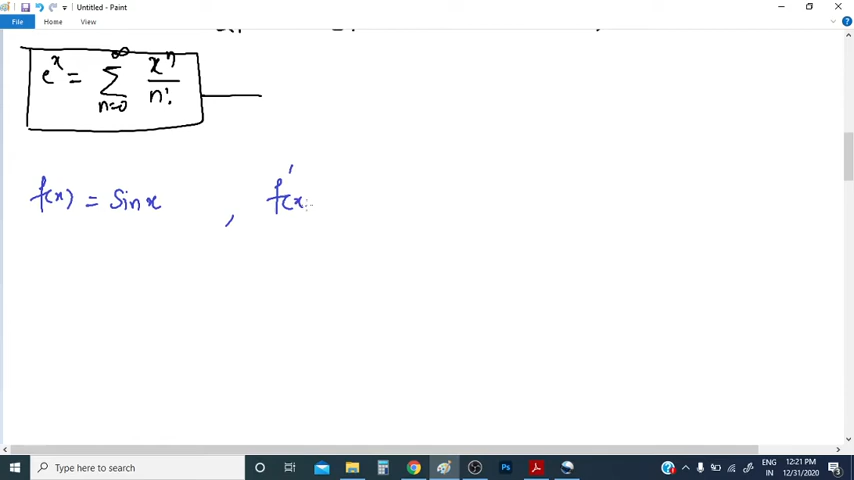 Untitled - Paint
File Home View
e^x = ∑_{n=0}^{∞} x^n / n!
f(x) = Sin x , f'(x
Type here to search
ENG
IN
12:21 PM
12/31/2020
3